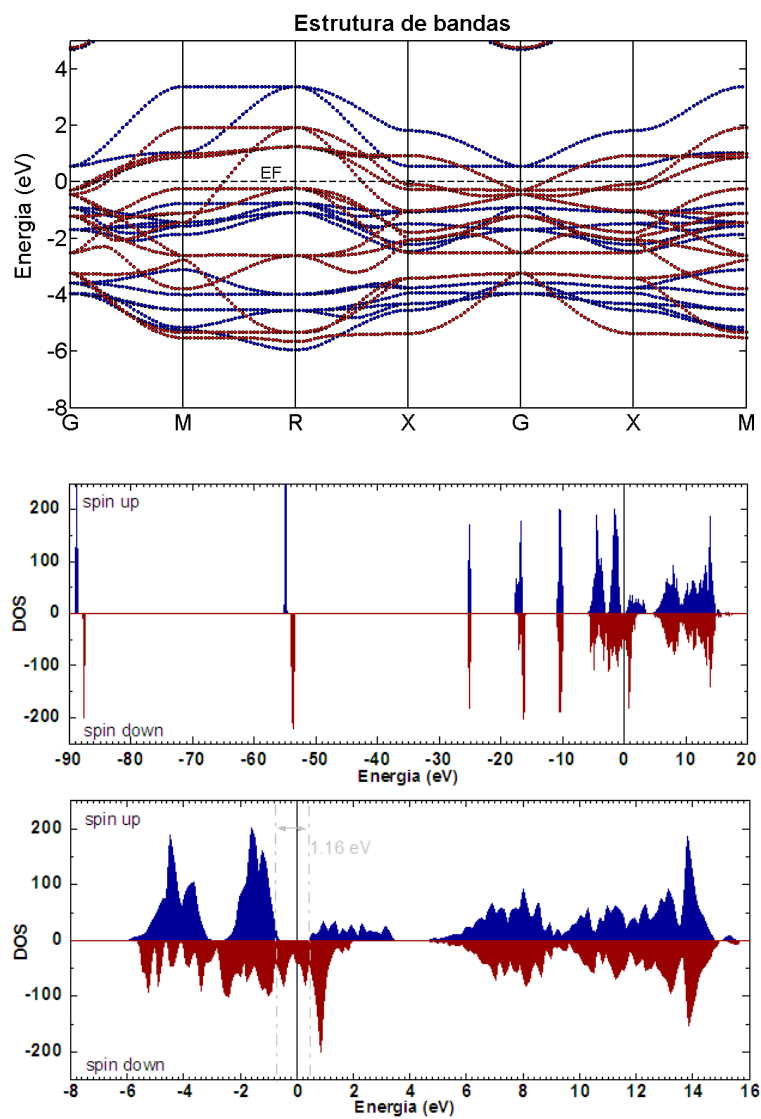 Estrutura de bandas
Energia (eV)
4
2
0
-2
-4
-6
-8
EF
G M R X G X M
DOS
200
100
0
-100
-200
spin up
spin down
-90 -80 -70 -60 -50 -40 -30 -20 -10 0 10 20
Energia (eV)
DOS
200
100
0
-100
-200
spin up
1.16 eV
spin down
-8 -6 -4 -2 0 2 4 6 8 10 12 14 16
Energia (eV)